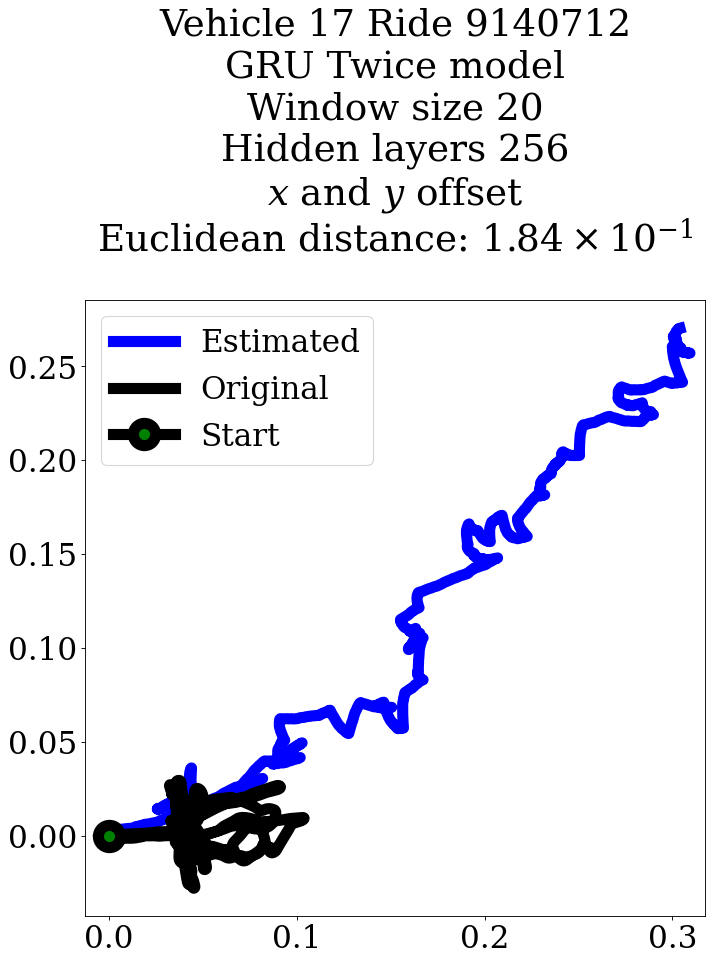 Vehicle 17 Ride 9140712
GRU Twice model
Window size 20
Hidden layers 256
x and y offset
Euclidean distance: 1.84 × 10⁻¹
Estimated
Original
Start
0.25
0.20
0.15
0.10
0.05
0.00
0.0 0.1 0.2 0.3